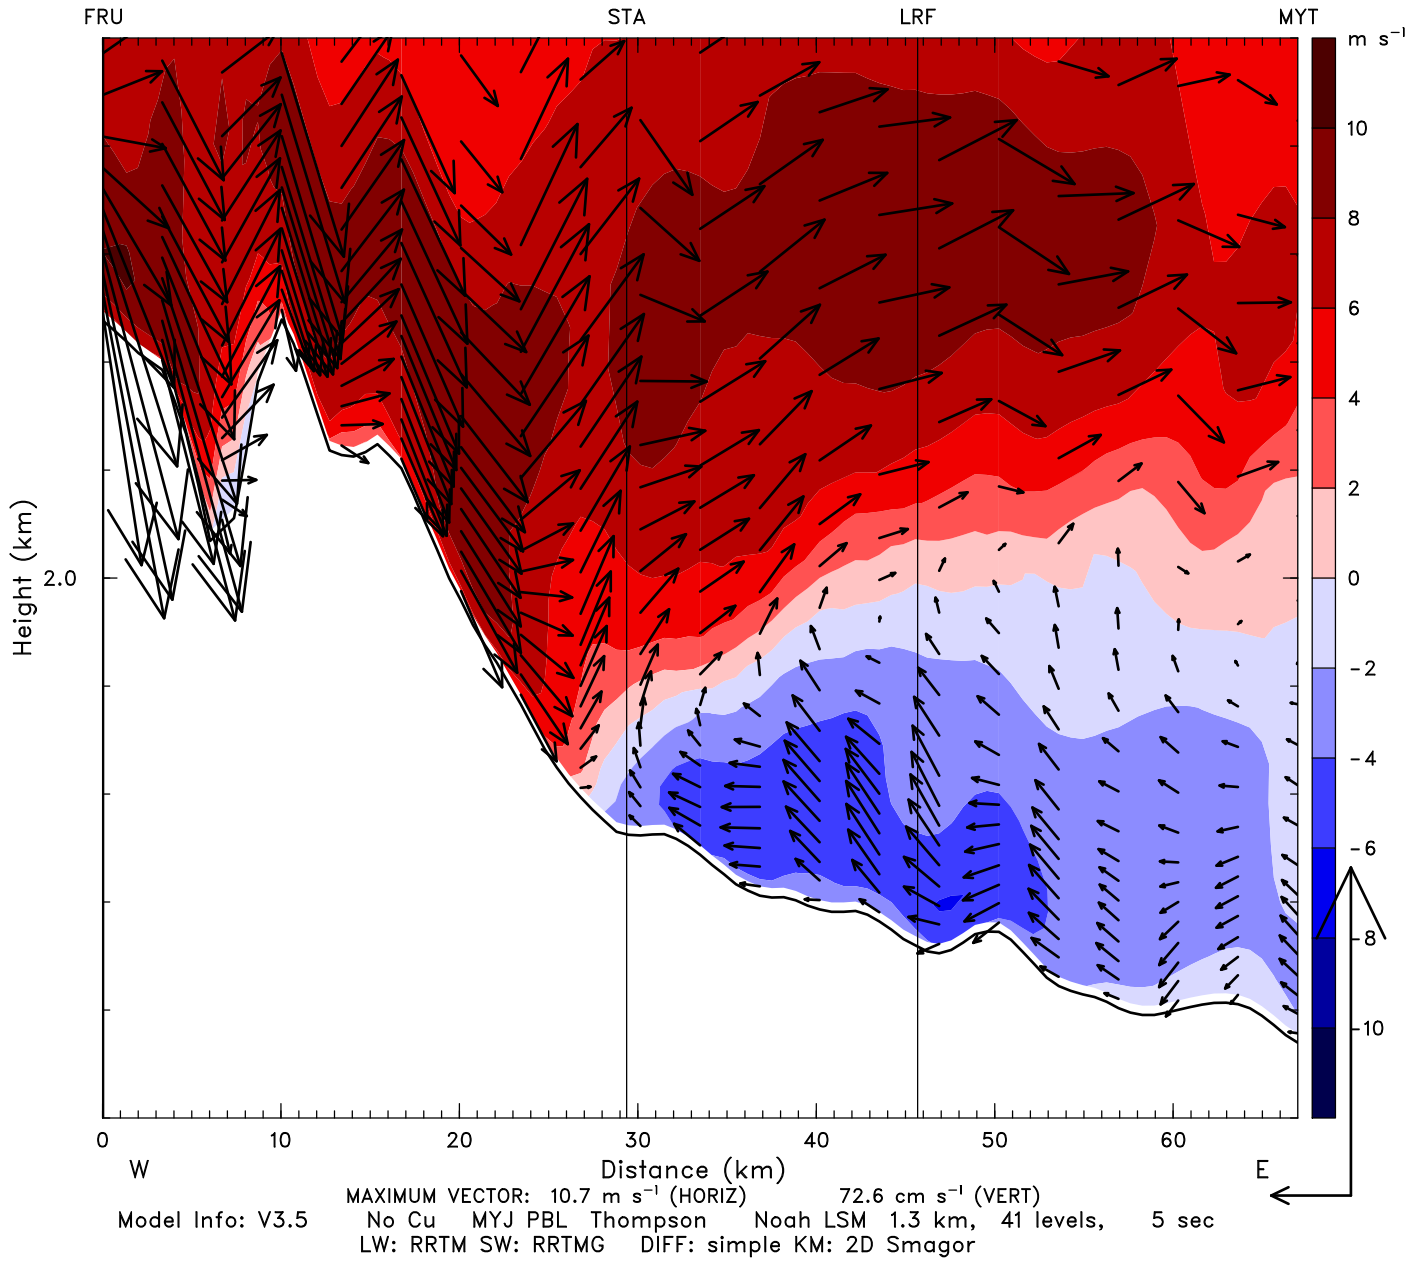 FRU STA LRF MYT
m s⁻¹
10
8
6
4
2
0
-2
-4
-6
-8
-10
Height (km)
2.0
0 10 20 30 40 50 60
W Distance (km) E
MAXIMUM VECTOR: 10.7 m s⁻¹ (HORIZ) 72.6 cm s⁻¹ (VERT)
Model Info: V3.5 No Cu MYJ PBL Thompson Noah LSM 1.3 km, 41 levels, 5 sec
LW: RRTM SW: RRTMG DIFF: simple KM: 2D Smagor